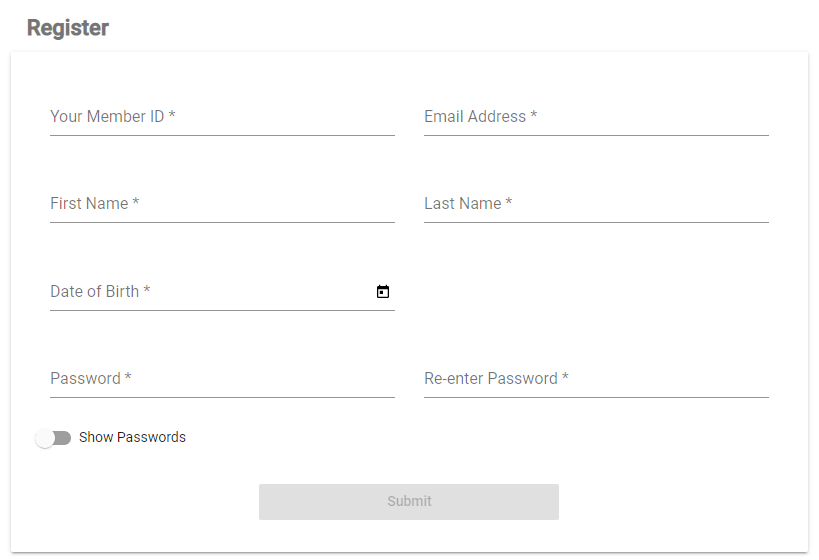 Register
Your Member ID *
Email Address *
First Name *
Last Name *
Date of Birth *
Password *
Re-enter Password *
Show Passwords
Submit